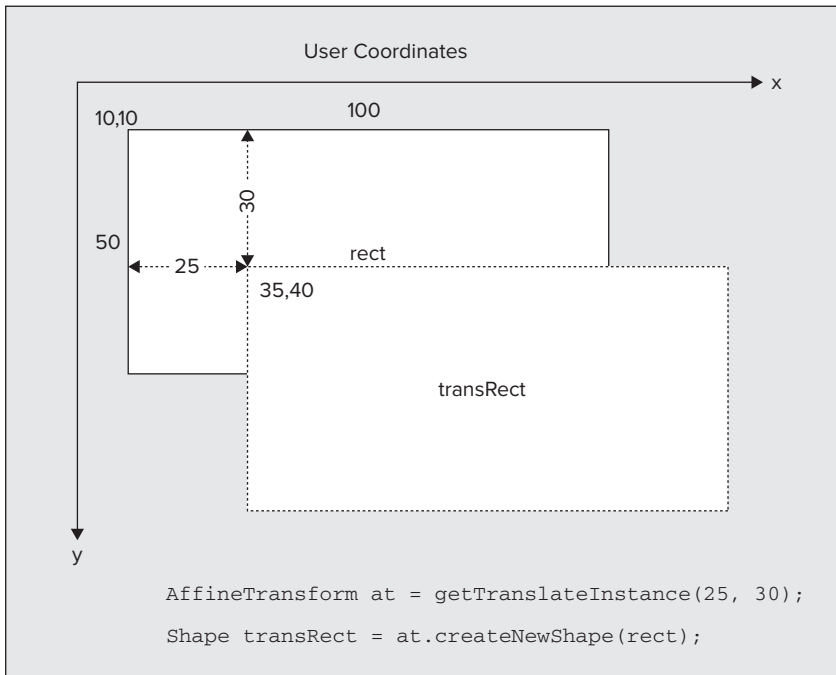 User Coordinates
x
10,10
100
30
50
25
rect
35,40
transRect
y
AffineTransform at = getTranslateInstance(25, 30);
Shape transRect = at.createNewShape(rect);